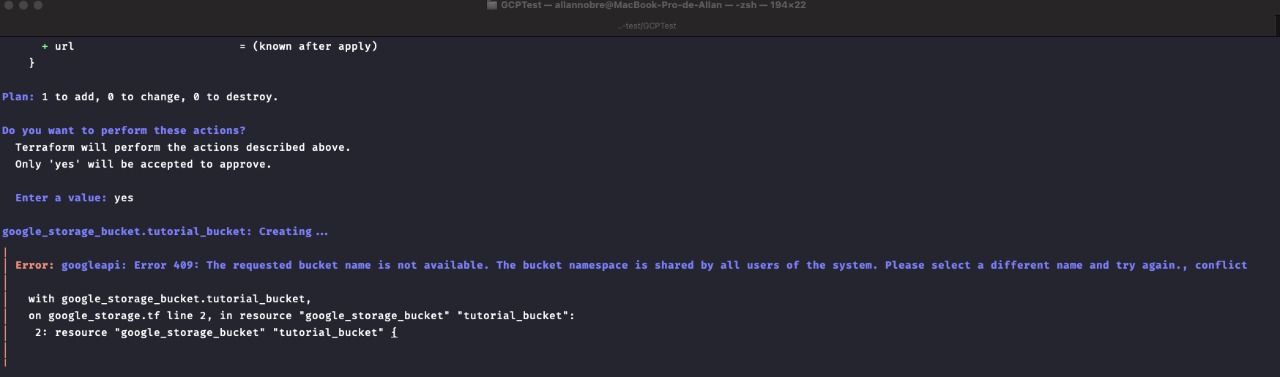 GCPTest — allannobre@MacBook-Pro-de-Allan — -zsh — 194×22
..-test/GCPTest
+ url = (known after apply)
}
Plan: 1 to add, 0 to change, 0 to destroy.
Do you want to perform these actions?
Terraform will perform the actions described above.
Only 'yes' will be accepted to approve.
Enter a value: yes
google_storage_bucket.tutorial_bucket: Creating...
Error: googleapi: Error 409: The requested bucket name is not available. The bucket namespace is shared by all users of the system. Please select a different name and try again., conflict
with google_storage_bucket.tutorial_bucket,
on google_storage.tf line 2, in resource "google_storage_bucket" "tutorial_bucket":
2: resource "google_storage_bucket" "tutorial_bucket" {